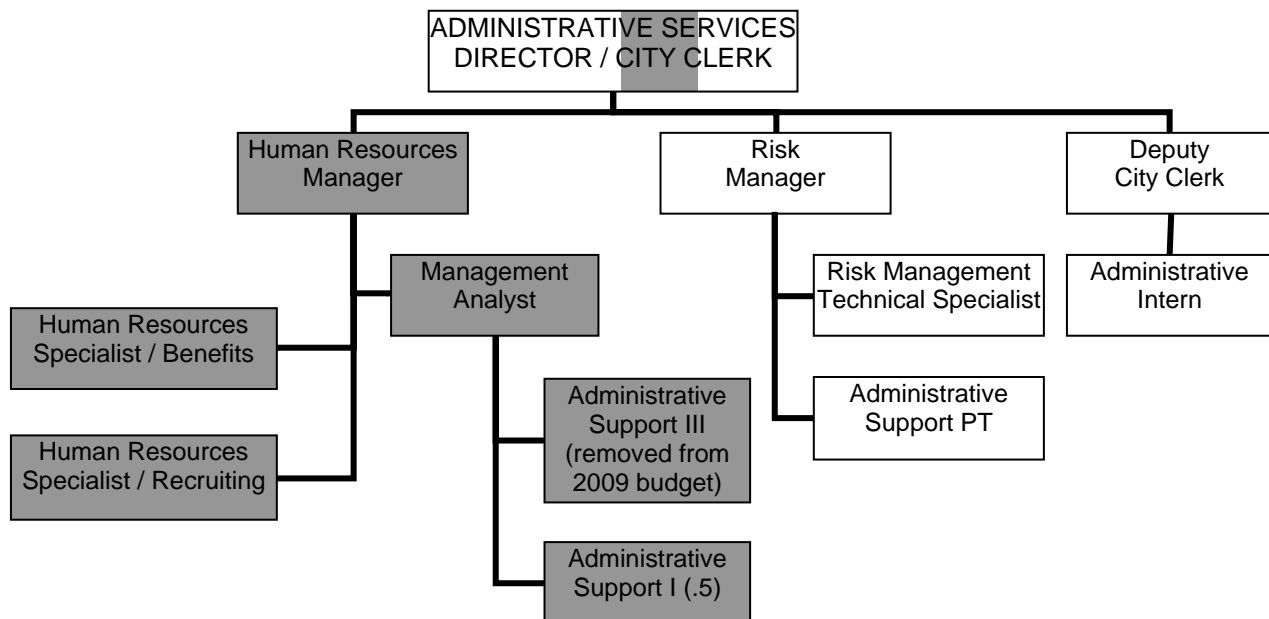 ADMINISTRATIVE SERVICES
DIRECTOR / CITY CLERK
Human Resources
Manager
Risk
Manager
Deputy
City Clerk
Management
Analyst
Risk Management
Technical Specialist
Administrative
Intern
Human Resources
Specialist / Benefits
Administrative
Support III
(removed from
2009 budget)
Administrative
Support PT
Human Resources
Specialist / Recruiting
Administrative
Support I (.5)